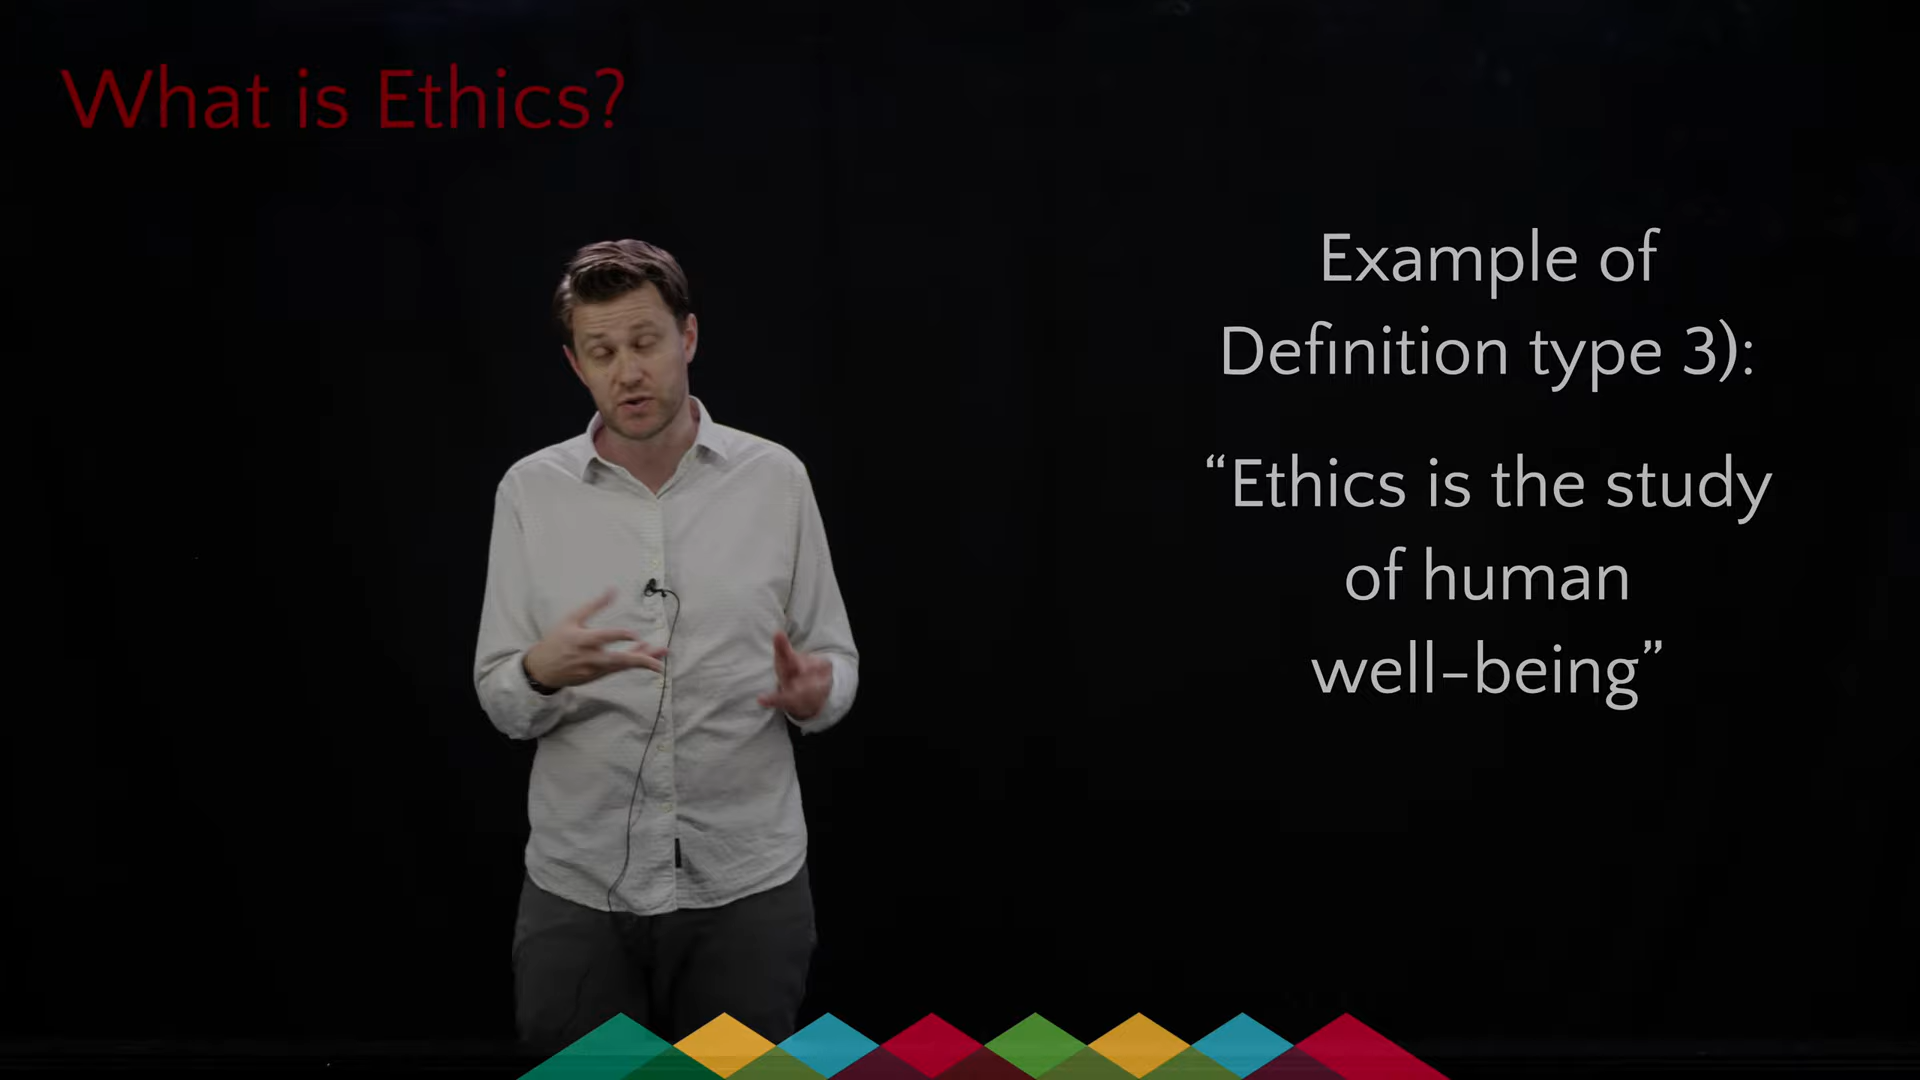 What is Ethics?
Example of
Definition type 3):
“Ethics is the study
of human
well-being”